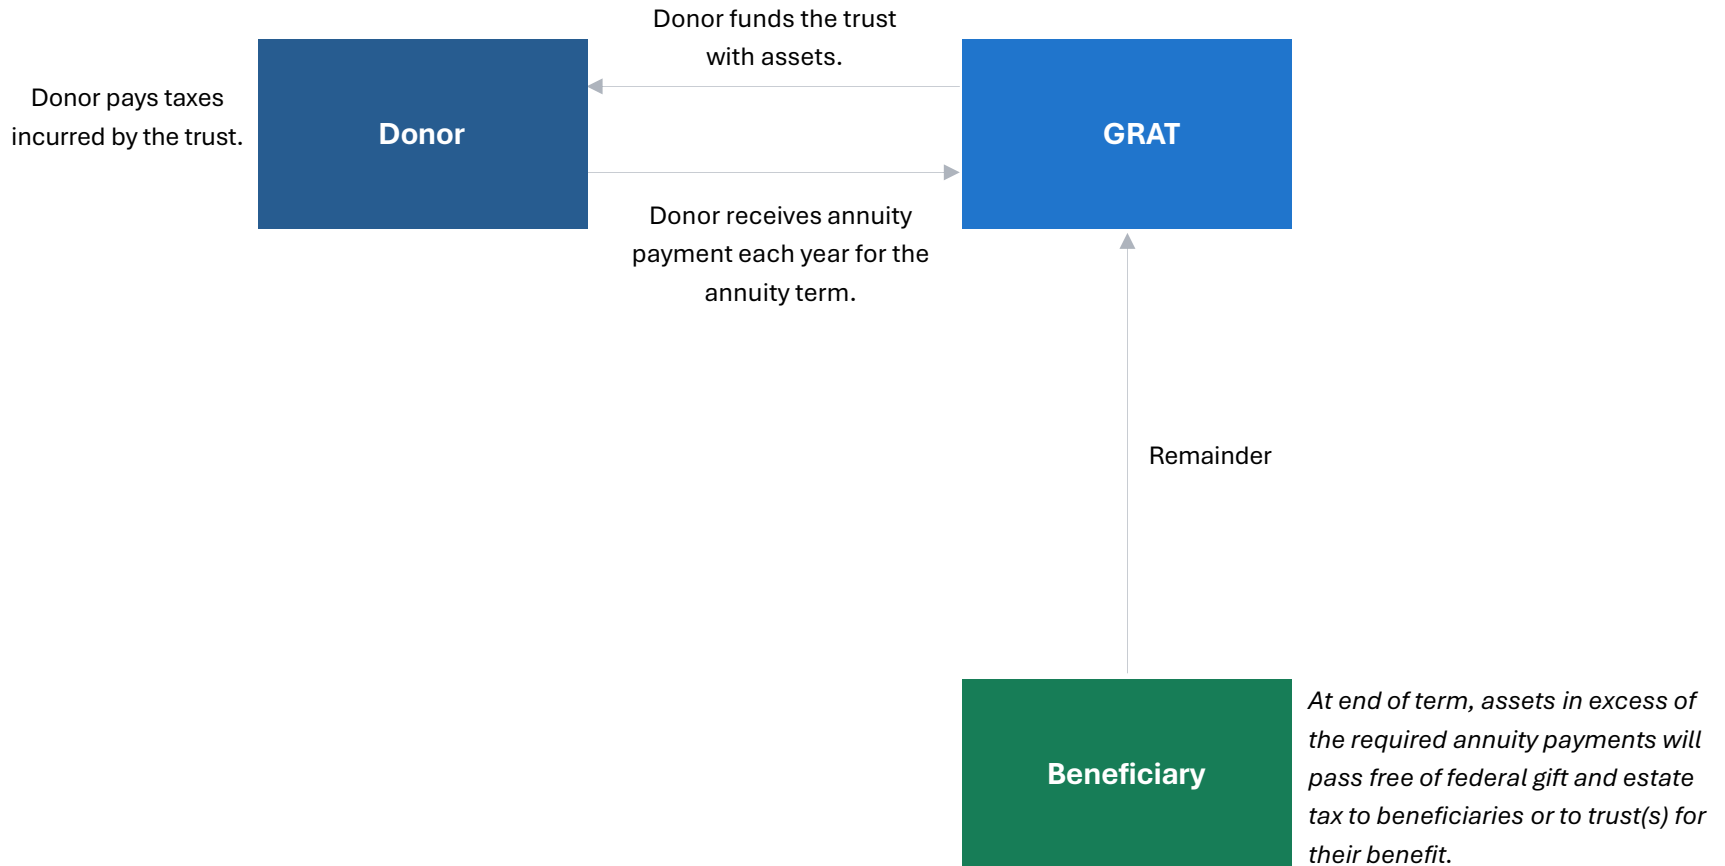 Donor funds the trust
with assets.
Donor pays taxes
incurred by the trust.
Donor
GRAT
Donor receives annuity
payment each year for the
annuity term.
Remainder
Beneficiary
At end of term, assets in excess of
the required annuity payments will
pass free of federal gift and estate
tax to beneficiaries or to trust(s) for
their benefit.